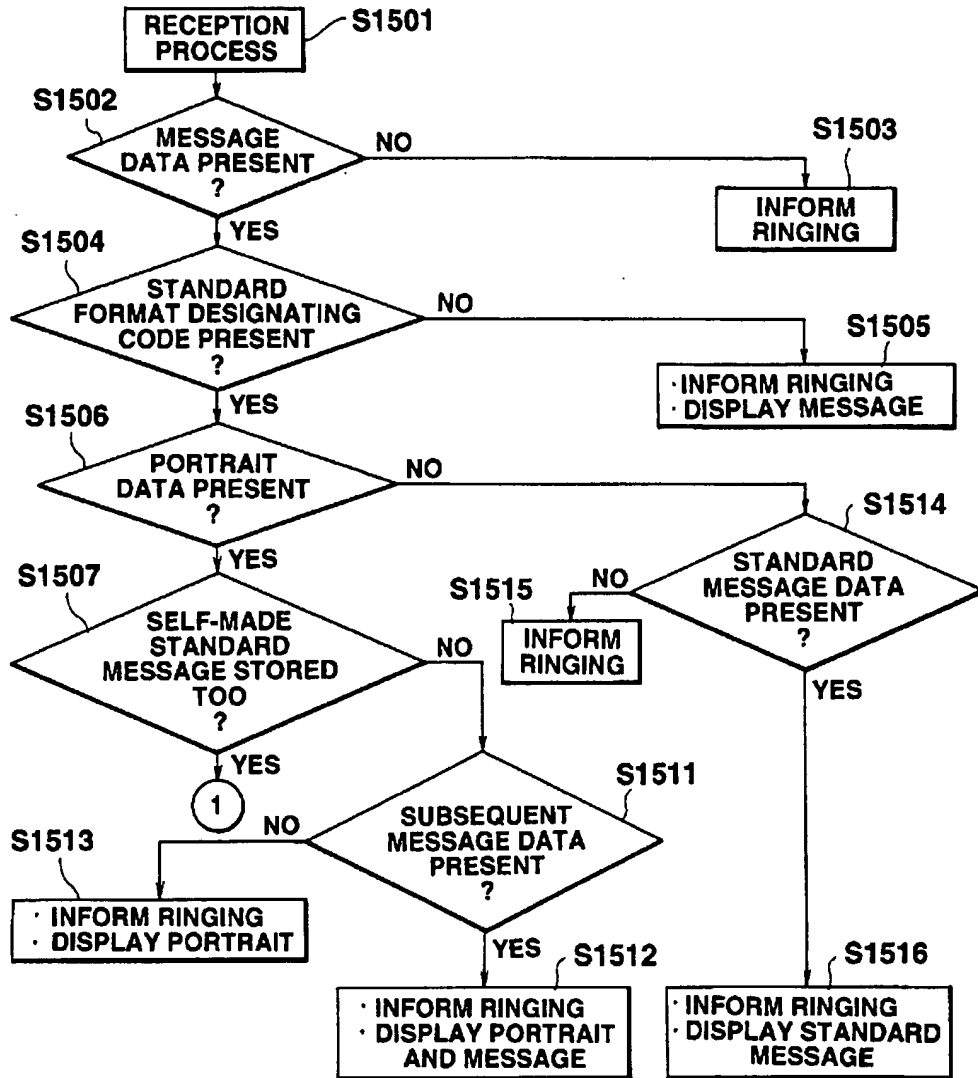 RECEPTION
PROCESS
S1501
S1502
MESSAGE
DATA PRESENT
?
NO
YES
S1503
INFORM
RINGING
S1504
STANDARD
FORMAT DESIGNATING
CODE PRESENT
?
NO
YES
S1505
· INFORM RINGING
· DISPLAY MESSAGE
S1506
PORTRAIT
DATA PRESENT
?
NO
YES
S1514
STANDARD
MESSAGE DATA
PRESENT
?
NO
YES
S1515
INFORM
RINGING
S1507
SELF-MADE
STANDARD
MESSAGE STORED
TOO
?
NO
YES
1
S1511
SUBSEQUENT
MESSAGE DATA
PRESENT
?
NO
YES
S1513
· INFORM RINGING
· DISPLAY PORTRAIT
S1512
· INFORM RINGING
· DISPLAY PORTRAIT
AND MESSAGE
S1516
· INFORM RINGING
· DISPLAY STANDARD
MESSAGE